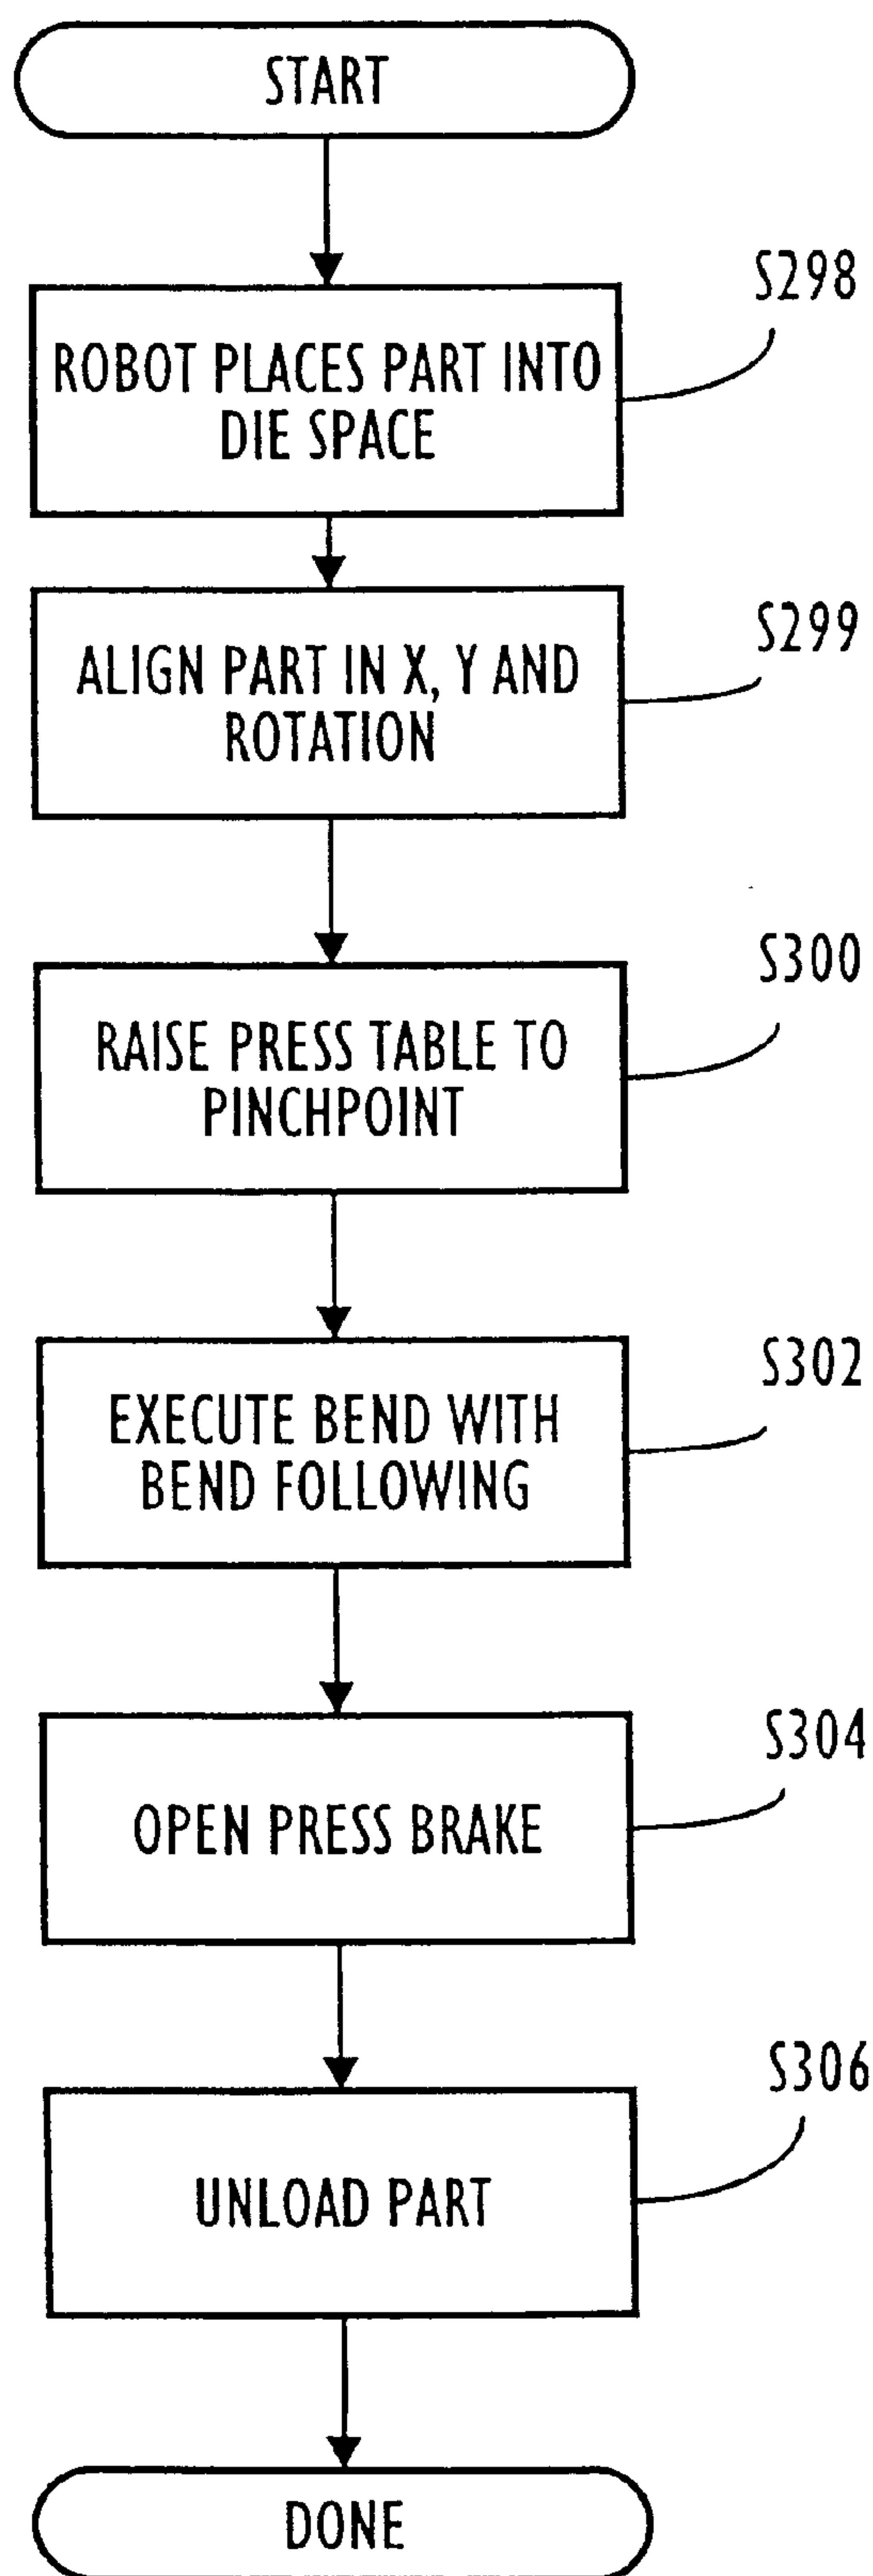 START
S298
ROBOT PLACES PART INTO
DIE SPACE
S299
ALIGN PART IN X, Y AND
ROTATION
S300
RAISE PRESS TABLE TO
PINCHPOINT
S302
EXECUTE BEND WITH
BEND FOLLOWING
S304
OPEN PRESS BRAKE
S306
UNLOAD PART
DONE